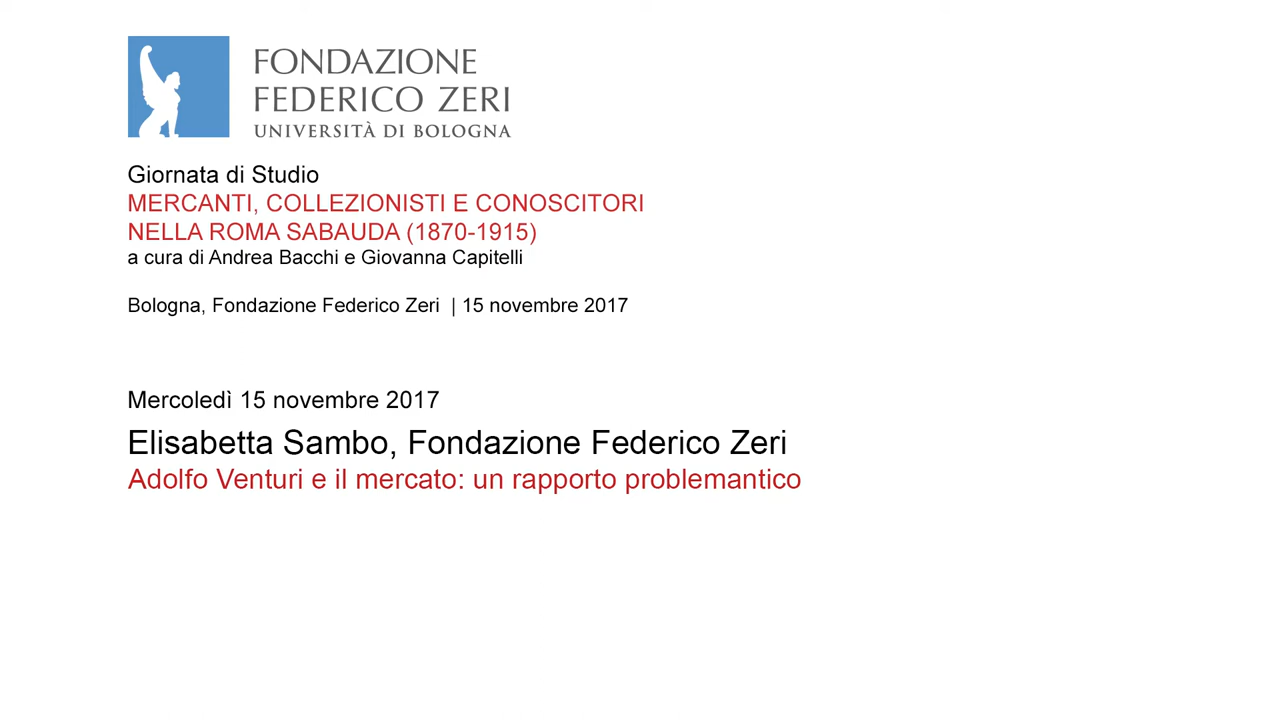 FONDAZIONE
FEDERICO ZERI
UNIVERSITÀ DI BOLOGNA
Giornata di Studio
MERCANTI, COLLEZIONISTI E CONOSCITORI
NELLA ROMA SABAUDA (1870-1915)
a cura di Andrea Bacchi e Giovanna Capitelli
Bologna, Fondazione Federico Zeri | 15 novembre 2017
Mercoledì 15 novembre 2017
Elisabetta Sambo, Fondazione Federico Zeri
Adolfo Venturi e il mercato: un rapporto problemantico